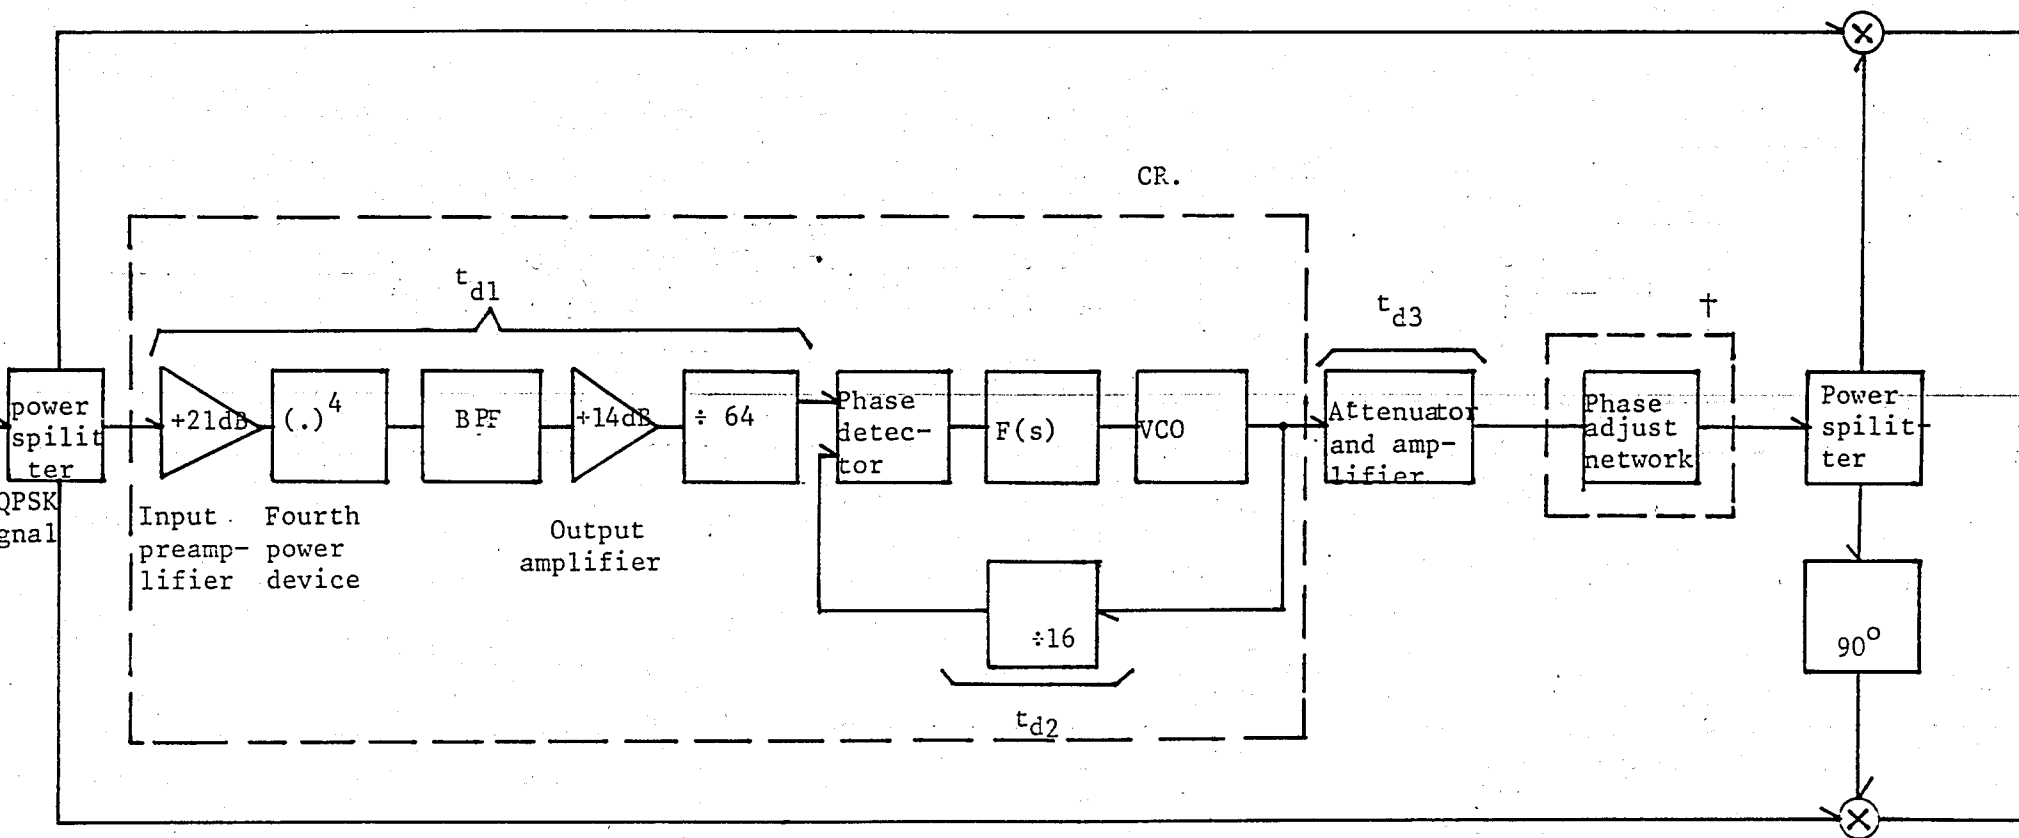 CR.
t d1
t d3
†
power
spilit
ter
QPSK
gnal
+21dB
(.)4
BPF
+14dB
÷ 64
Phase
detec-
tor
F(s)
VCO
Attenuator
and amp-
lifier
Phase
adjust
network
Power
spilit-
ter
Input
preamp-
lifier
Fourth
power
device
Output
amplifier
÷16
t d2
90o